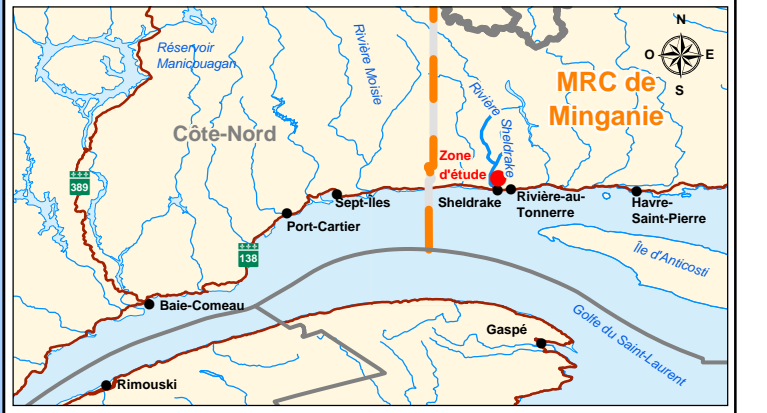 Réservoir
Manicouagan
Rivière Moisie
N
O
E
S
MRC de
Minganie
Rivière
Sheldrake
Côte-Nord
Zone
d'étude
389
Sept-Iles
Sheldrake
Rivière-au-
Tonnerre
Havre-
Saint-Pierre
Port-Cartier
138
Île d'Anticosti
Baie-Comeau
Golfe du Saint-Laurent
Gaspé
Rimouski